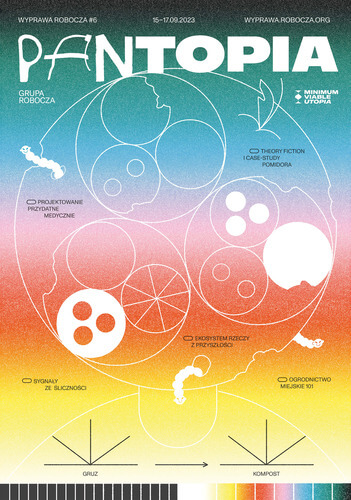 WYPRAWA ROBOCZA #6
15–17.09.2023
WYPRAWA.ROBOCZA.ORG
PANTOPIA
GRUPA
ROBOCZA
MINIMUM
VIABLE
UTOPIA
THEORY FICTION
I CASE-STUDY
POMIDORA
PROJEKTOWANIE
PRZYDATNE
MEDYCZNIE
EKOSYSTEM RZECZY
Z PRZYSZŁOŚCI
SYGNAŁY
ZE ŚLICZNOŚCI
OGRODNICTWO
MIEJSKIE 101
GRUZ
KOMPOST